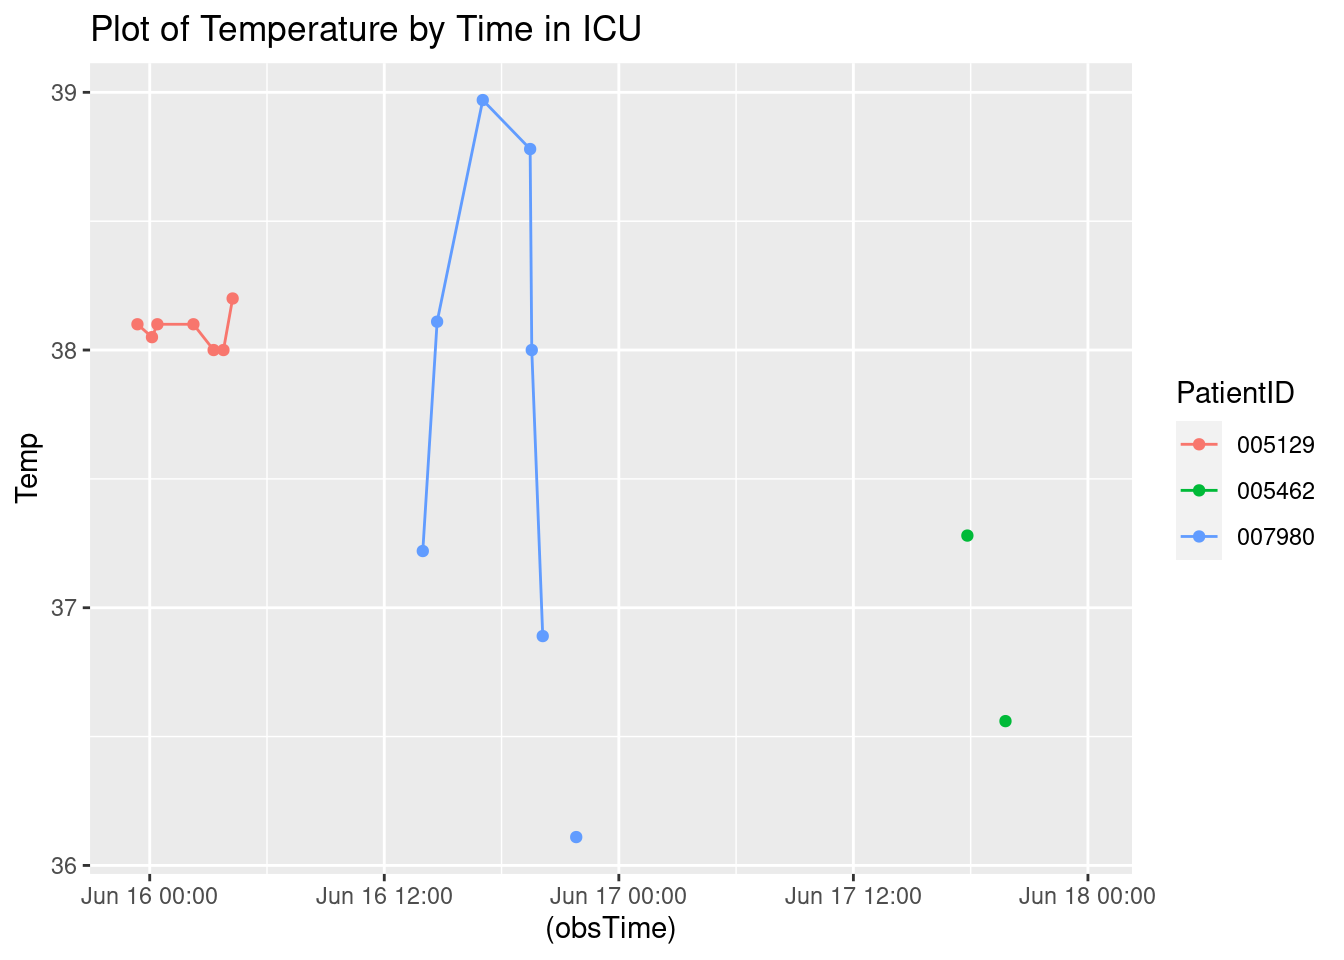 Plot of Temperature by Time in ICU
39
38
37
36
Temp
Jun 16 00:00
Jun 16 12:00
Jun 17 00:00
Jun 17 12:00
Jun 18 00:00
(obsTime)
PatientID
005129
005462
007980